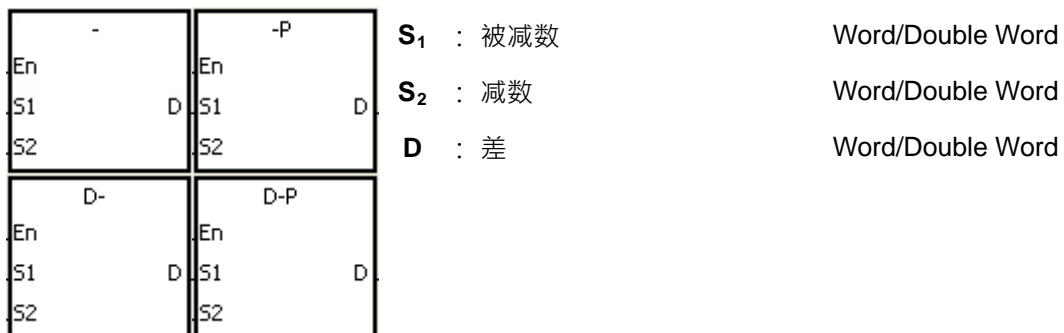 - -P
En En
S1 D S1 D
S2 S2
D- D-P
En En
S1 D S1 D
S2 S2
S1 : 被减数 Word/Double Word
S2 : 减数 Word/Double Word
D : 差 Word/Double Word